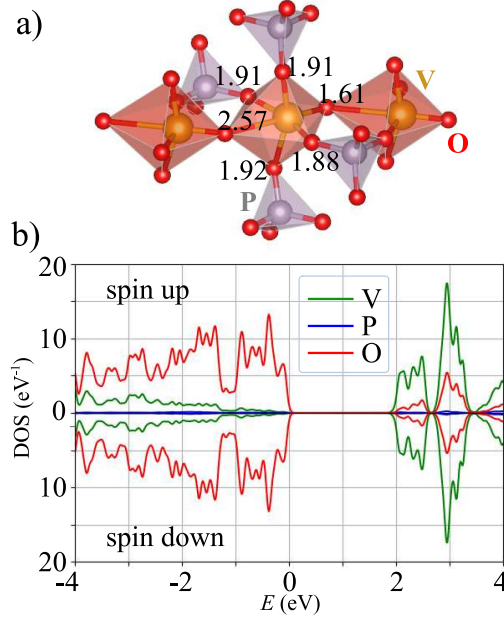 a)
1.91
1.91
1.61
V
2.57
O
1.92
1.88
P
b)
20
10
0
10
20
DOS (eV⁻¹)
spin up
V
P
O
spin down
-4
-2
0
2
4
E (eV)